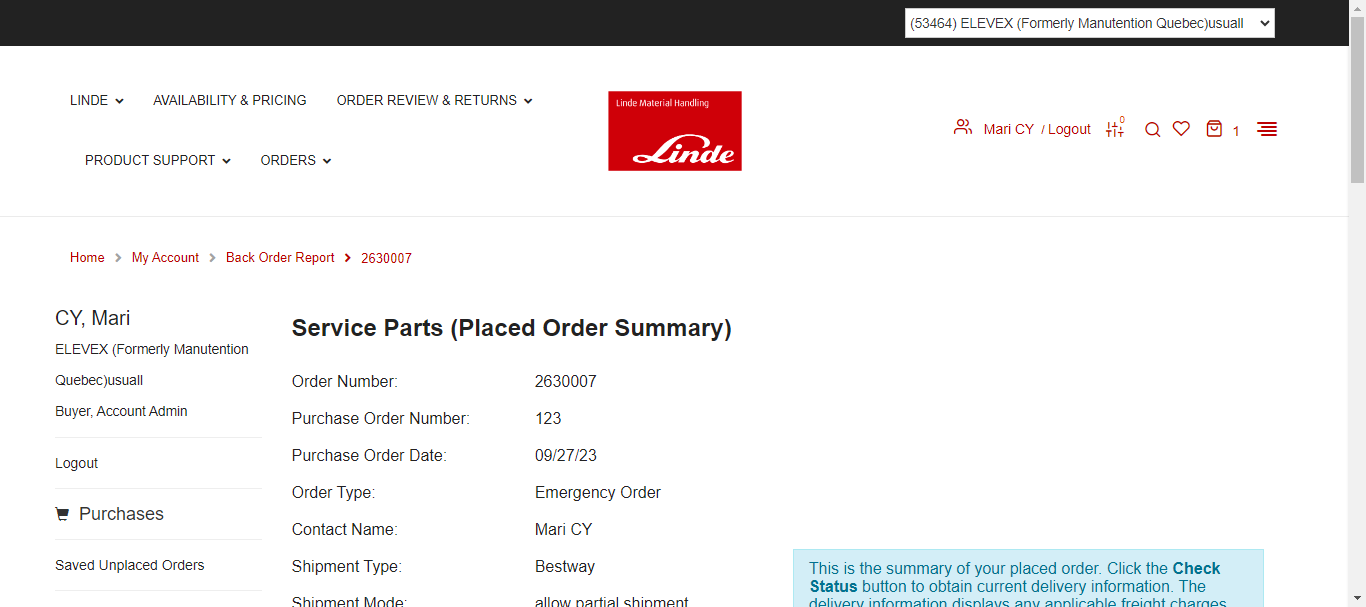 (53464) ELEVEX (Formerly Manutention Quebec)usuall
LINDE
AVAILABILITY & PRICING
ORDER REVIEW & RETURNS
PRODUCT SUPPORT
ORDERS
Linde Material Handling
Linde
Mari CY / Logout
0
1
Home
My Account
Back Order Report
2630007
CY, Mari
ELEVEX (Formerly Manutention
Quebec)usuall
Buyer, Account Admin
Logout
Purchases
Saved Unplaced Orders
Service Parts (Placed Order Summary)
Order Number: 2630007
Purchase Order Number: 123
Purchase Order Date: 09/27/23
Order Type: Emergency Order
Contact Name: Mari CY
Shipment Type: Bestway
Shipment Mode: allow partial shipment
This is the summary of your placed order. Click the Check
Status button to obtain current delivery information. The
delivery information displays any applicable freight charges